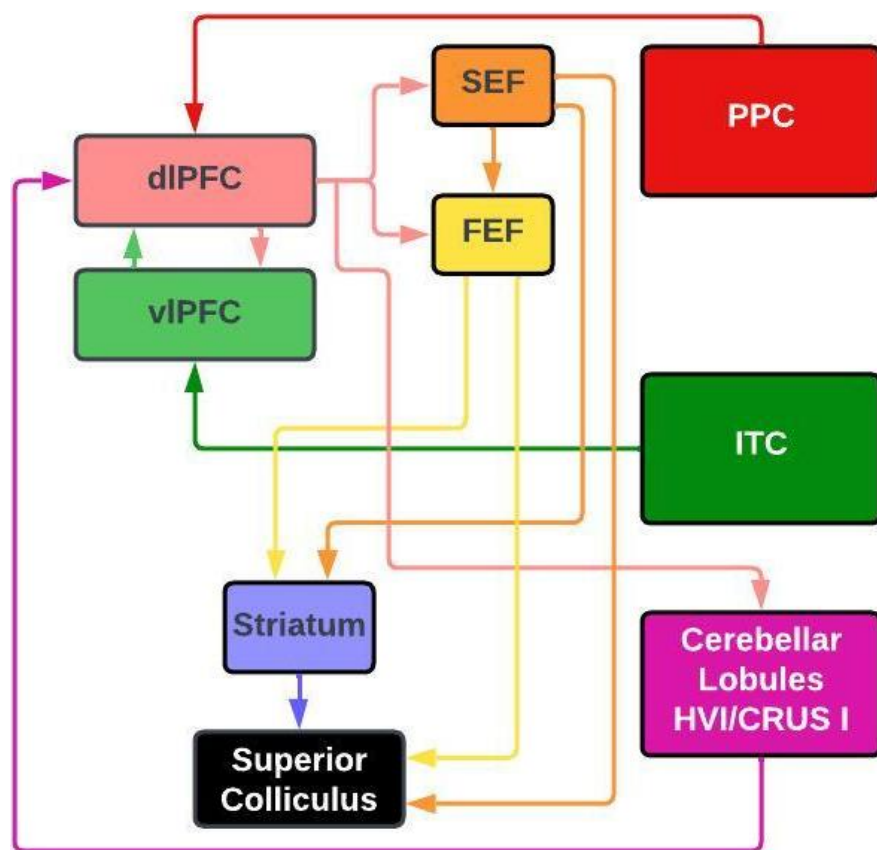 SEF
PPC
dlPFC
FEF
vlPFC
ITC
Striatum
Cerebellar
Lobules
HVI/CRUS I
Superior
Colliculus